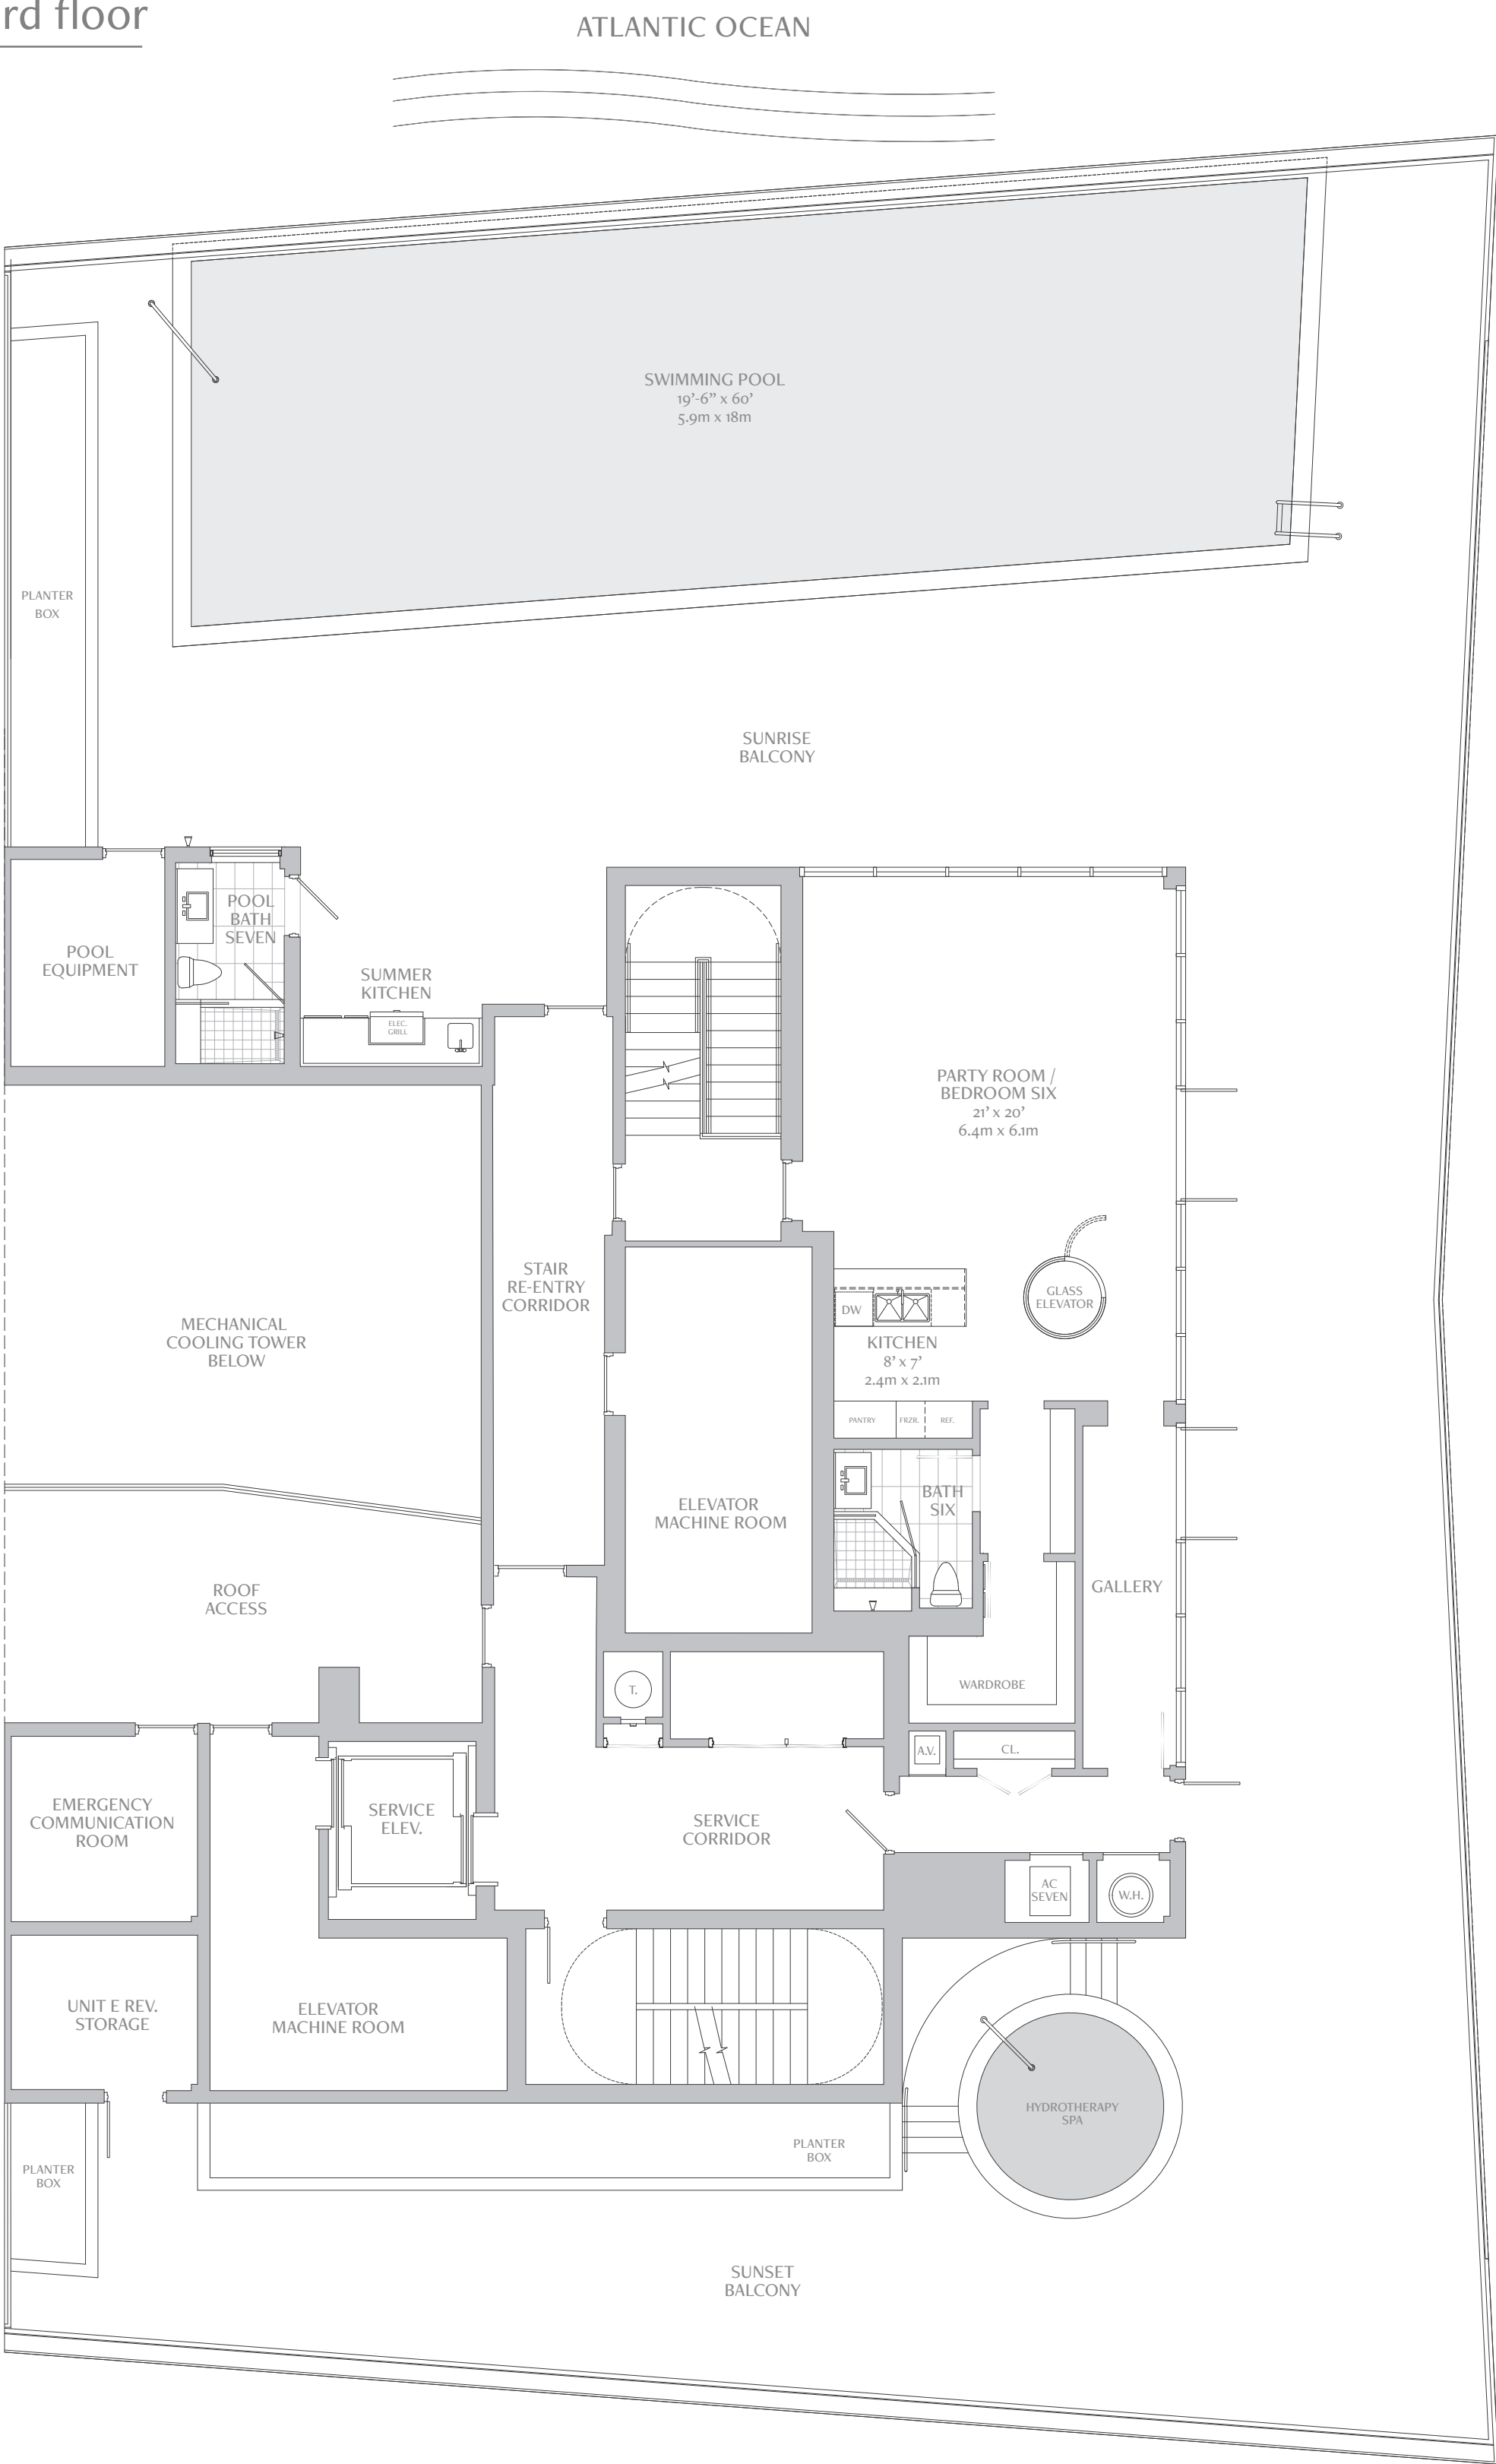 rd floor
ATLANTIC OCEAN
SWIMMING POOL
19'-6" x 60'
5.9m x 18m
PLANTER
BOX
SUNRISE
BALCONY
POOL
BATH
SEVEN
POOL
EQUIPMENT
SUMMER
KITCHEN
ELEC.
GRILL
PARTY ROOM /
BEDROOM SIX
21' x 20'
6.4m x 6.1m
STAIR
RE-ENTRY
CORRIDOR
GLASS
ELEVATOR
DW
KITCHEN
8' x 7'
2.4m x 2.1m
MECHANICAL
COOLING TOWER
BELOW
PANTRY
FRZR.
REF.
BATH
SIX
ELEVATOR
MACHINE ROOM
GALLERY
ROOF
ACCESS
WARDROBE
T.
A.V.
CL.
EMERGENCY
COMMUNICATION
ROOM
SERVICE
ELEV.
SERVICE
CORRIDOR
AC
SEVEN
W.H.
UNIT E REV.
STORAGE
ELEVATOR
MACHINE ROOM
HYDROTHERAPY
SPA
PLANTER
BOX
PLANTER
BOX
SUNSET
BALCONY